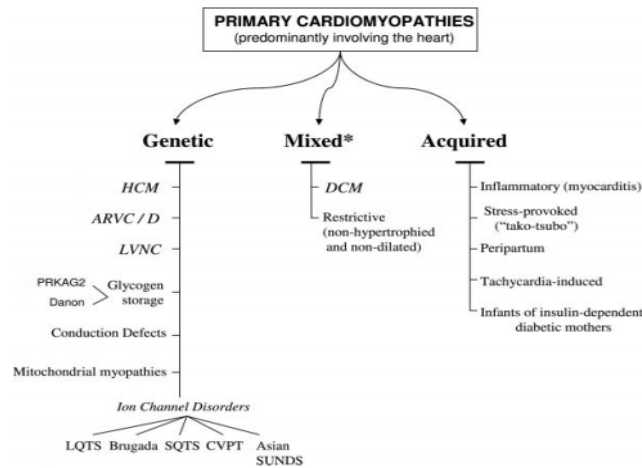 PRIMARY CARDIOMYOPATHIES
(predominantly involving the heart)
Genetic
HCM
ARVC / D
LVNC
PRKAG2
Danon
Glycogen
storage
Conduction Defects
Mitochondrial myopathies
Ion Channel Disorders
LQTS Brugada SQTS CVPT Asian
SUNDS
Mixed*
DCM
Restrictive
(non-hypertrophied
and non-dilated)
Acquired
Inflammatory (myocarditis)
Stress-provoked
("tako-tsubo")
Peripartum
Tachycardia-induced
Infants of insulin-dependent
diabetic mothers